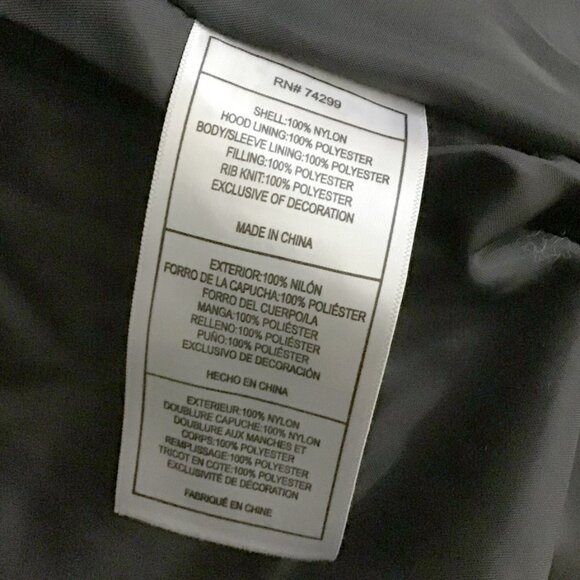 RN# 74299
SHELL:100% NYLON
HOOD LINING:100% POLYESTER
BODY/SLEEVE LINING:100% POLYESTER
FILLING:100% POLYESTER
RIB KNIT:100% POLYESTER
EXCLUSIVE OF DECORATION
MADE IN CHINA
EXTERIOR:100% NILÓN
FORRO DE LA CAPUCHA:100% POLIÉSTER
FORRO DEL CUERPO/LA
MANGA:100% POLIÉSTER
RELLENO:100% POLIÉSTER
PUÑO:100% POLIÉSTER
EXCLUSIVO DE DECORACIÓN
HECHO EN CHINA
EXTERIEUR:100% NYLON
DOUBLURE CAPUCHE:100% POLYESTER
DOUBLURE AUX MANCHES ET
CORPS:100% POLYESTER
REMPLISSAGE:100% POLYESTER
TRICOT EN COTE:100% POLYESTER
EXCLUSIVITÉ DE DÉCORATION
FABRIQUÉ EN CHINE